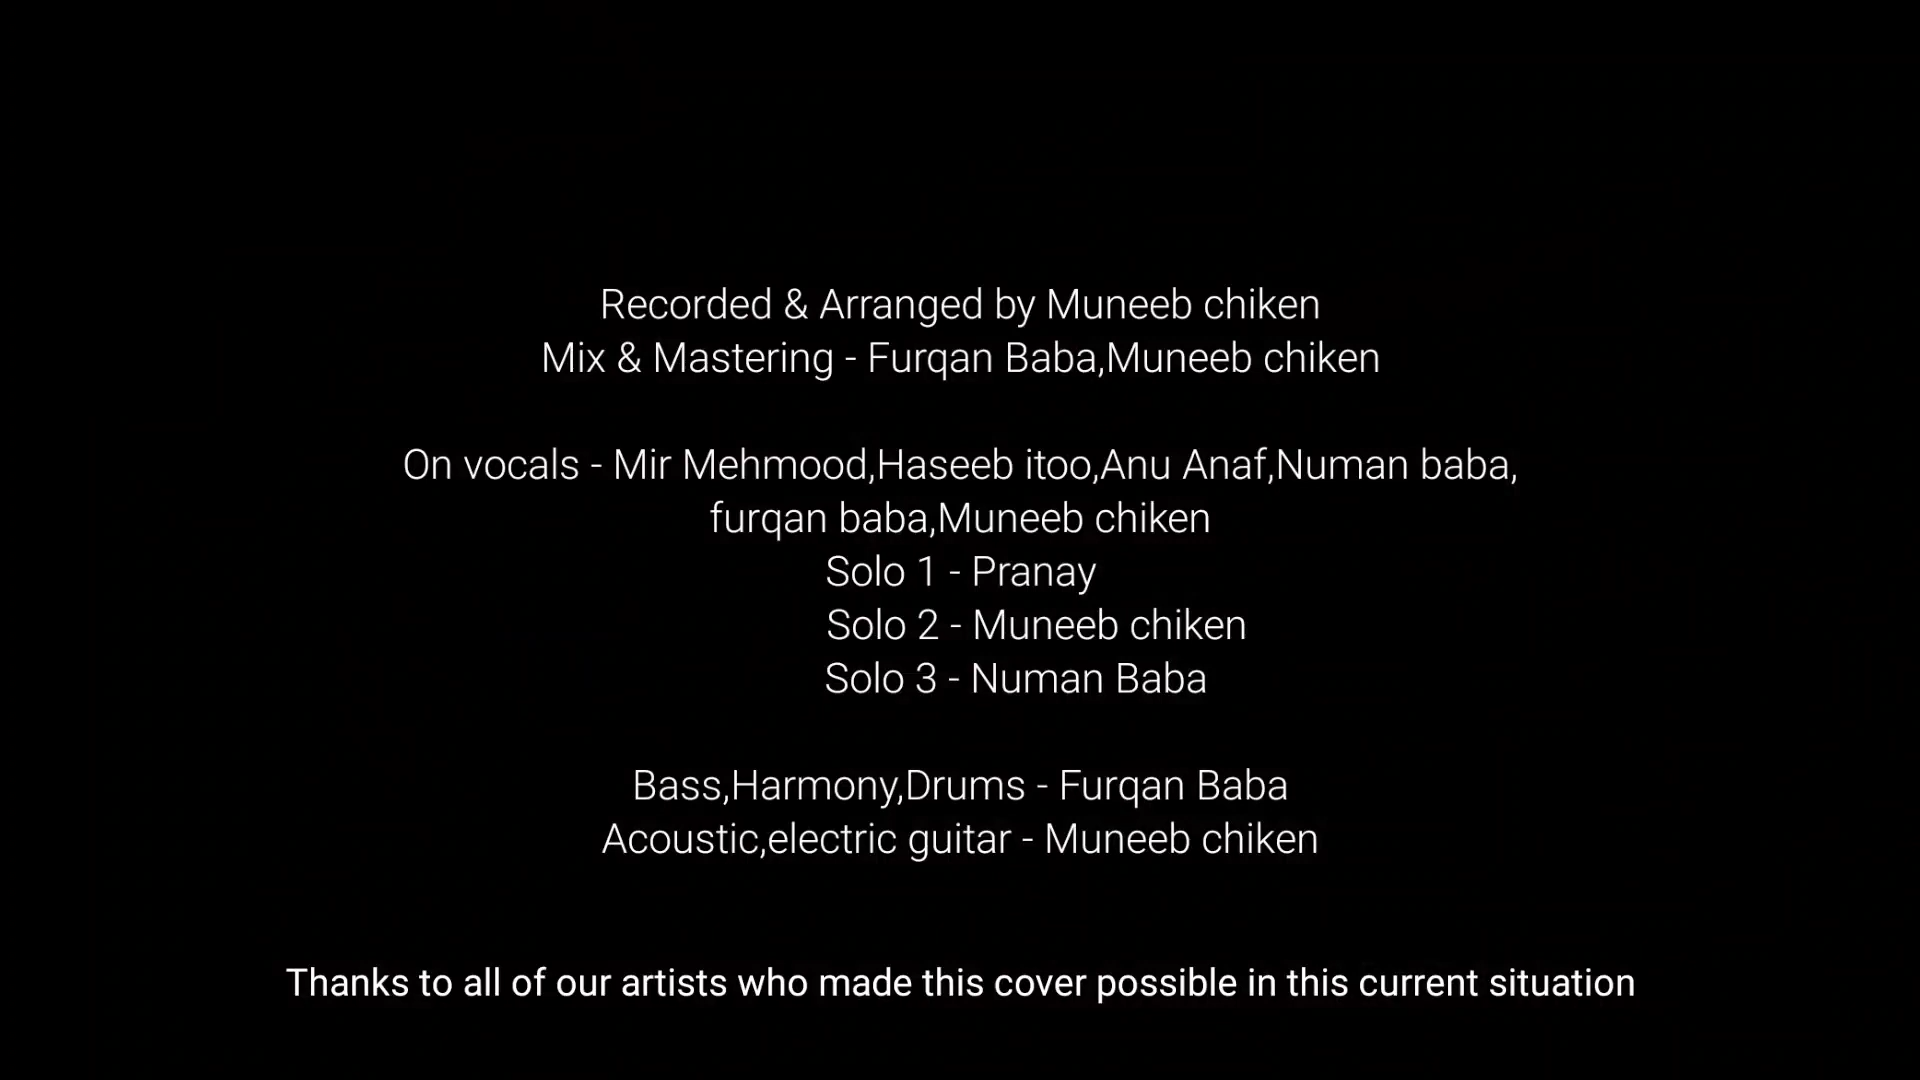 Recorded & Arranged by Muneeb chiken
Mix & Mastering - Furqan Baba,Muneeb chiken
On vocals - Mir Mehmood,Haseeb itoo,Anu Anaf,Numan baba,
furqan baba,Muneeb chiken
Solo 1 - Pranay
Solo 2 - Muneeb chiken
Solo 3 - Numan Baba
Bass,Harmony,Drums - Furqan Baba
Acoustic,electric guitar - Muneeb chiken
Thanks to all of our artists who made this cover possible in this current situation